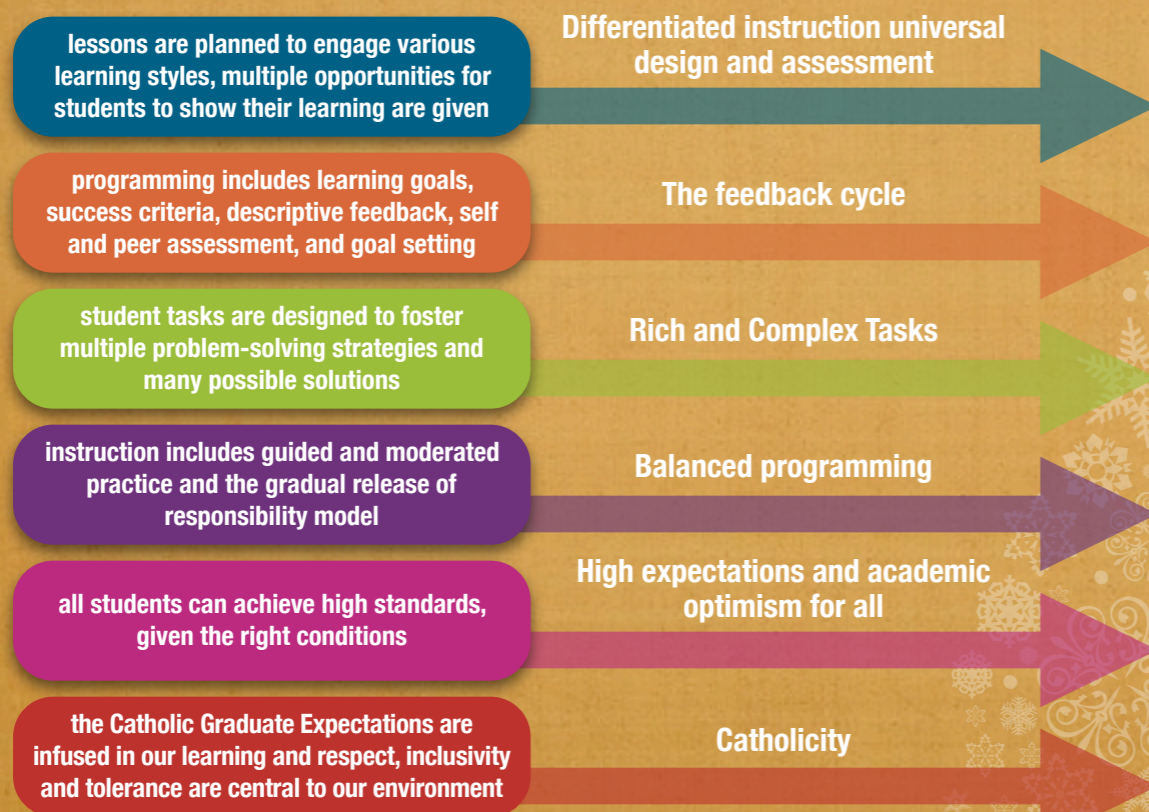 lessons are planned to engage various
learning styles, multiple opportunities for
students to show their learning are given
Differentiated instruction universal
design and assessment
programming includes learning goals,
success criteria, descriptive feedback, self
and peer assessment, and goal setting
The feedback cycle
student tasks are designed to foster
multiple problem-solving strategies and
many possible solutions
Rich and Complex Tasks
instruction includes guided and moderated
practice and the gradual release of
responsibility model
Balanced programming
all students can achieve high standards,
given the right conditions
High expectations and academic
optimism for all
the Catholic Graduate Expectations are
infused in our learning and respect, inclusivity
and tolerance are central to our environment
Catholicity